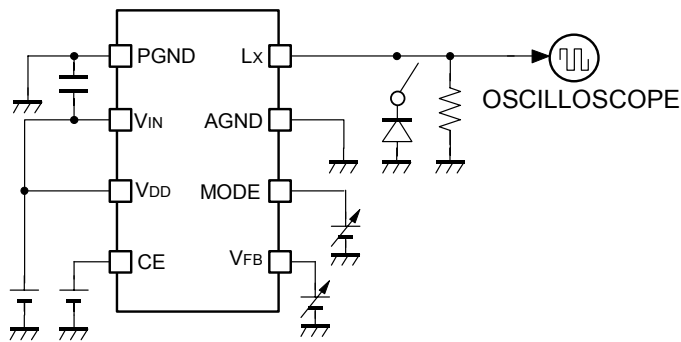 PGND
Lx
OSCILLOSCOPE
VIN
AGND
VDD
MODE
CE
VFB